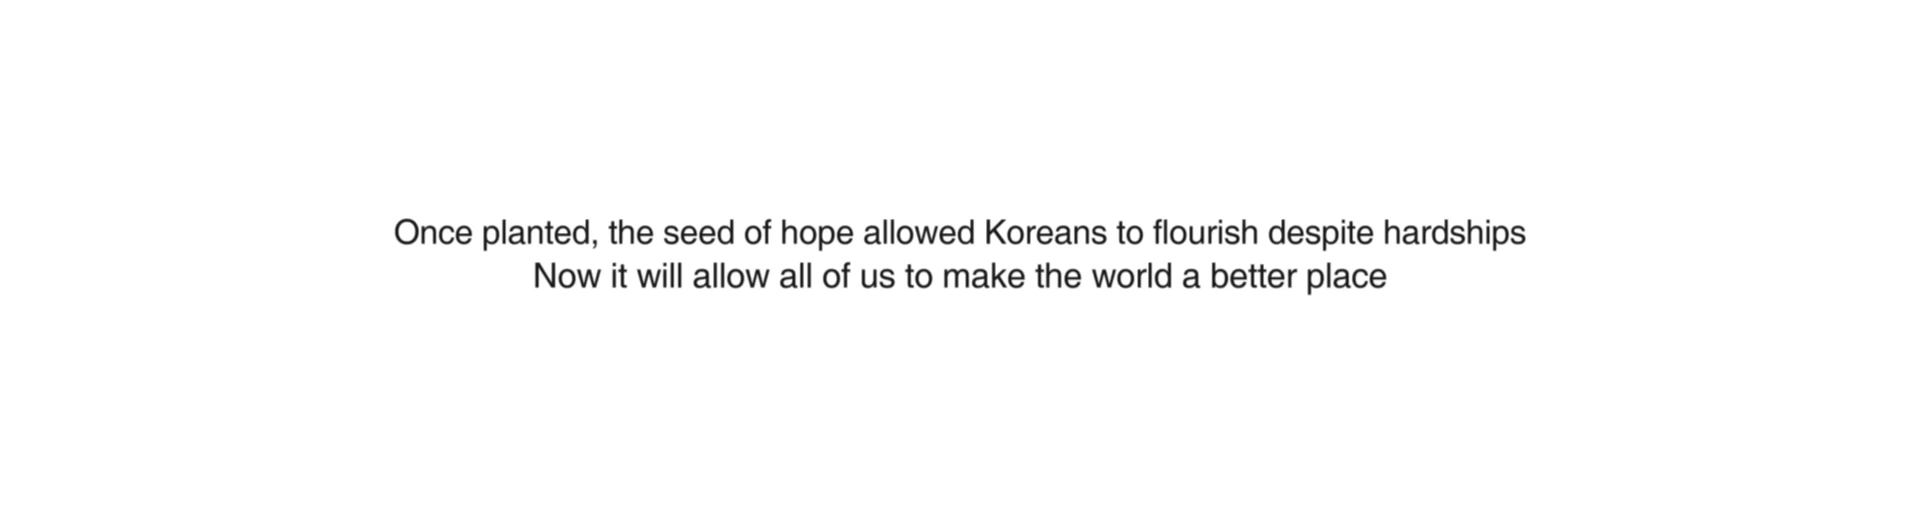 Once planted, the seed of hope allowed Koreans to flourish despite hardships
Now it will allow all of us to make the world a better place